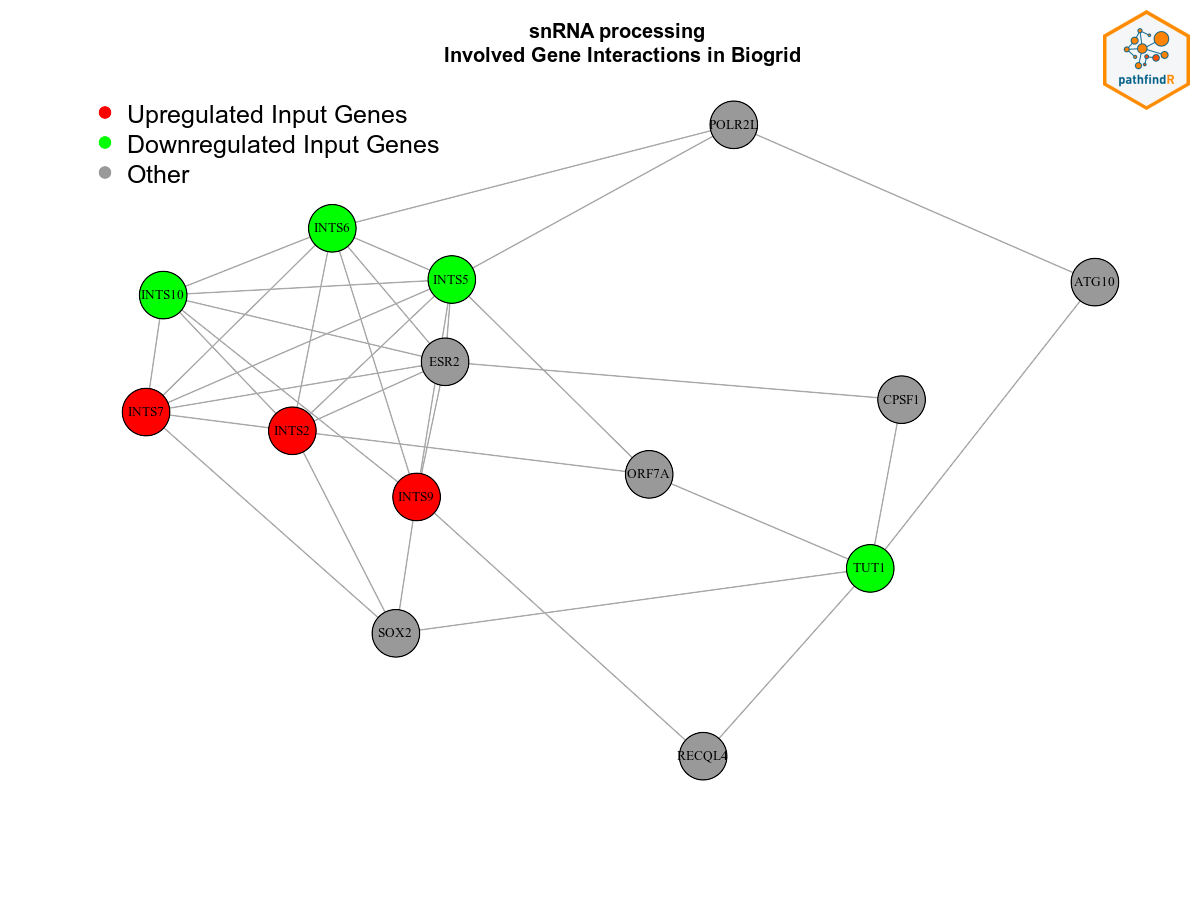 snRNA processing
Involved Gene Interactions in Biogrid
pathfindR
Upregulated Input Genes
Downregulated Input Genes
Other
POLR2L
INTS6
INTS5
ATG10
INTS10
ESR2
CPSF1
INTS7
INTS2
ORF7A
INTS9
TUT1
SOX2
RECQL4